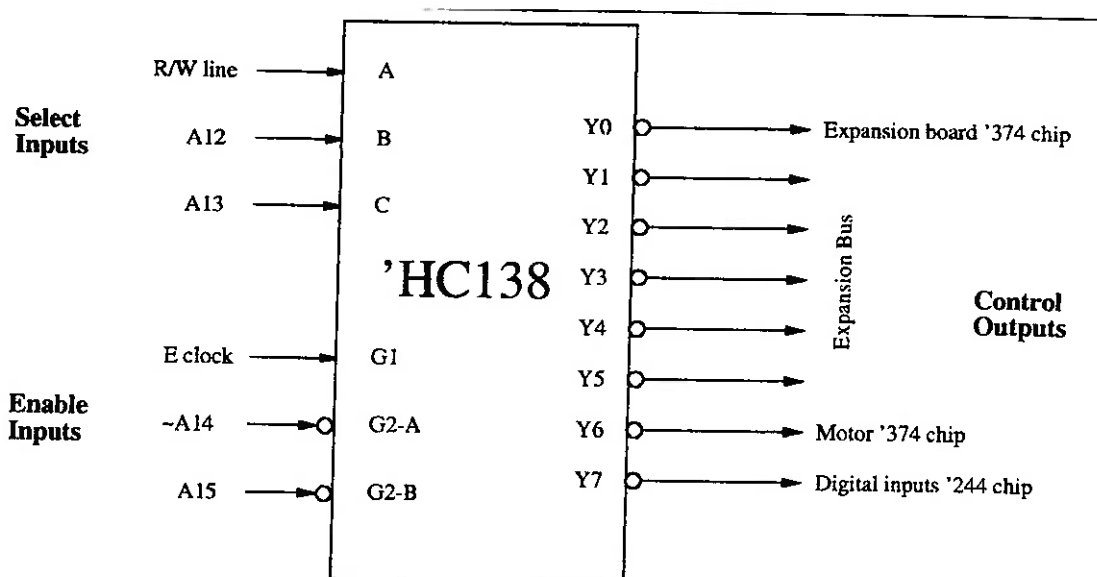 R/W line
A
Select
Inputs
A12
B
A13
C
'HC138
E clock
G1
Enable
Inputs
~A14
G2-A
A15
G2-B
Y0
Expansion board '374 chip
Y1
Y2
Y3
Y4
Y5
Expansion Bus
Control
Outputs
Y6
Motor '374 chip
Y7
Digital inputs '244 chip